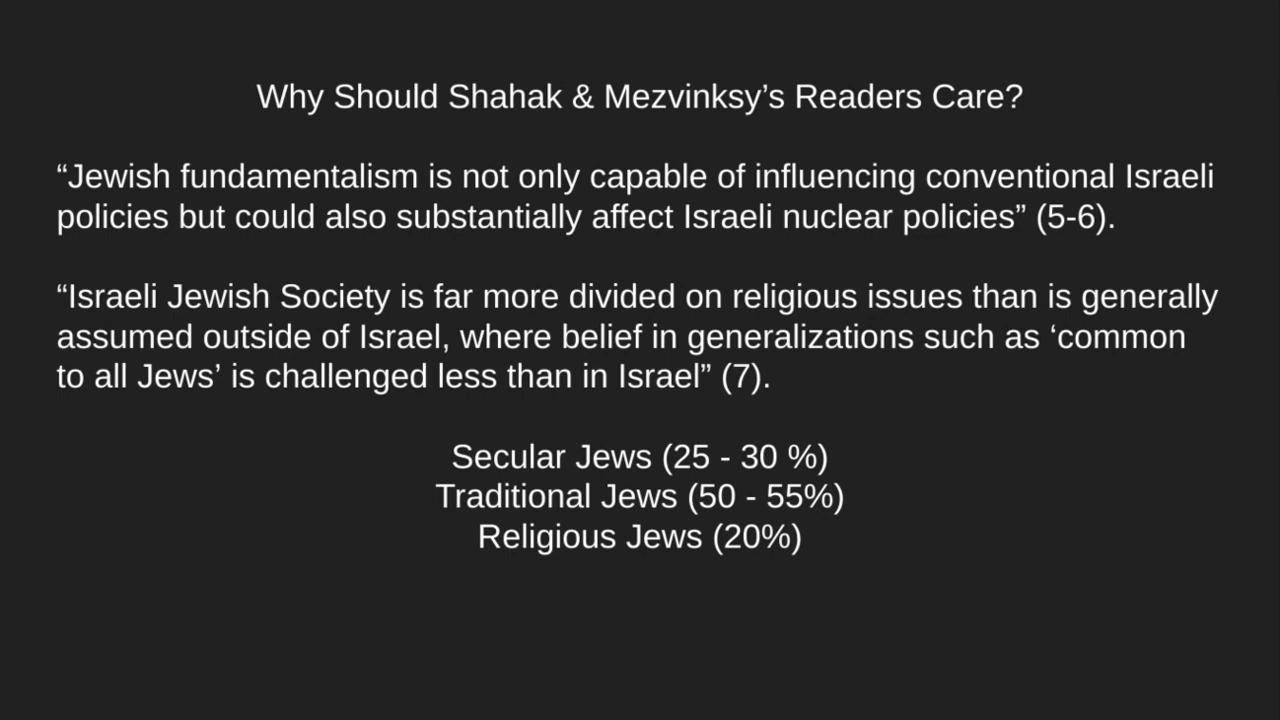 Why Should Shahak & Mezvinksy’s Readers Care?
“Jewish fundamentalism is not only capable of influencing conventional Israeli
policies but could also substantially affect Israeli nuclear policies” (5-6).
“Israeli Jewish Society is far more divided on religious issues than is generally
assumed outside of Israel, where belief in generalizations such as ‘common
to all Jews’ is challenged less than in Israel” (7).
Secular Jews (25 - 30 %)
Traditional Jews (50 - 55%)
Religious Jews (20%)